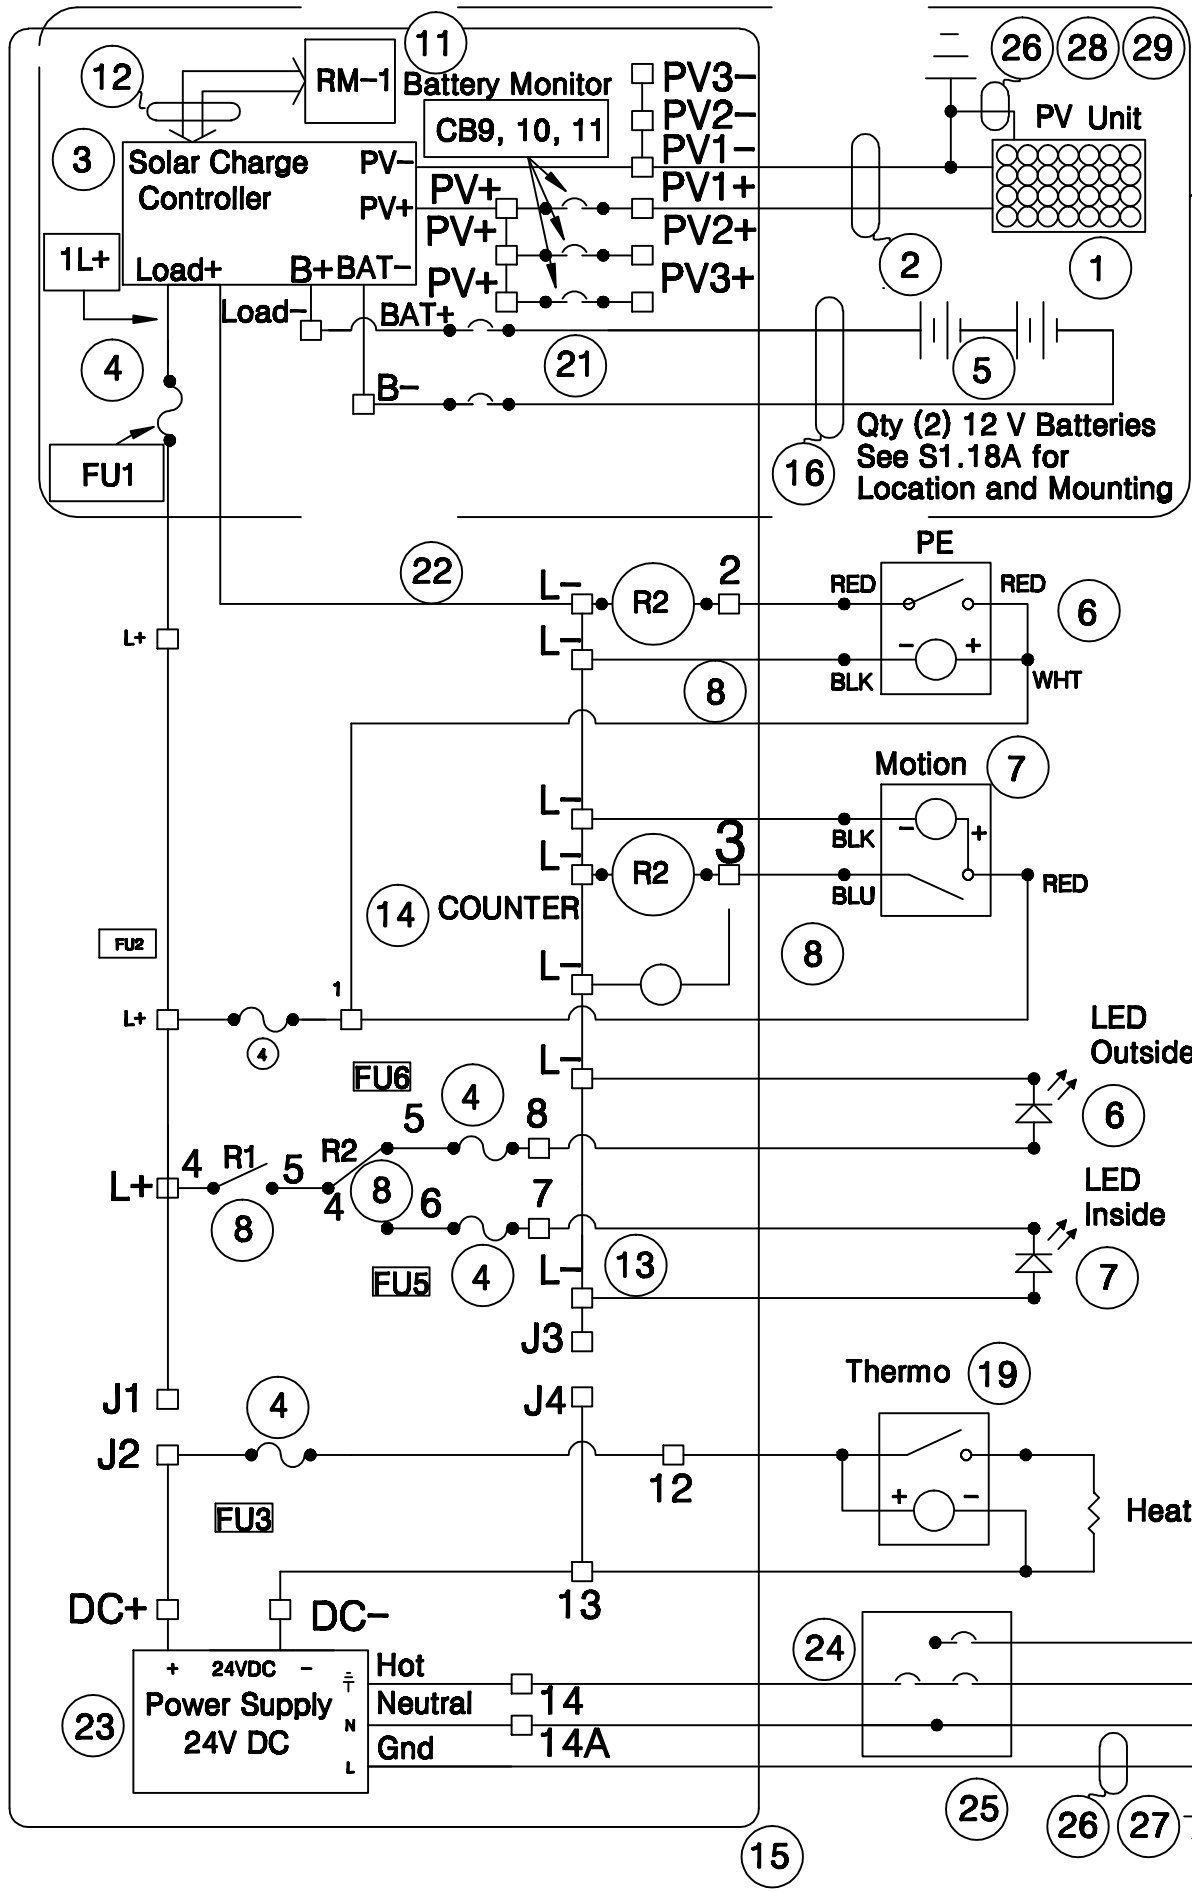 11
26
28
29
12
RM-1
Battery Monitor
PV3-
CB9, 10, 11
PV2-
PV Unit
3
Solar Charge
Controller
PV-
PV1-
PV+
PV+
PV1+
PV+
PV2+
1L+
Load+
B+
BAT-
PV+
PV3+
2
1
Load-
BAT+
4
21
5
B-
FU1
16
Qty (2) 12 V Batteries
See S1.18A for
Location and Mounting
PE
22
L-
R2
2
RED
RED
6
L+
L-
- +
8
BLK
WHT
Motion
7
L-
- +
BLK
3
L-
R2
BLU
RED
14
COUNTER
FU2
L-
8
1
L+
4
LED
Outside
L-
FU6
4
5
8
6
L+
4
R1
5
R2
4
8
8
6
7
LED
Inside
FU5
4
L-
13
7
J3
Thermo
19
J1
4
J4
J2
12
+ -
Heat
FU3
DC+
DC-
13
24
+ 24VDC -
Hot
14
23
Power Supply
24V DC
Neutral
N
14A
Gnd
L
25
26
27
15